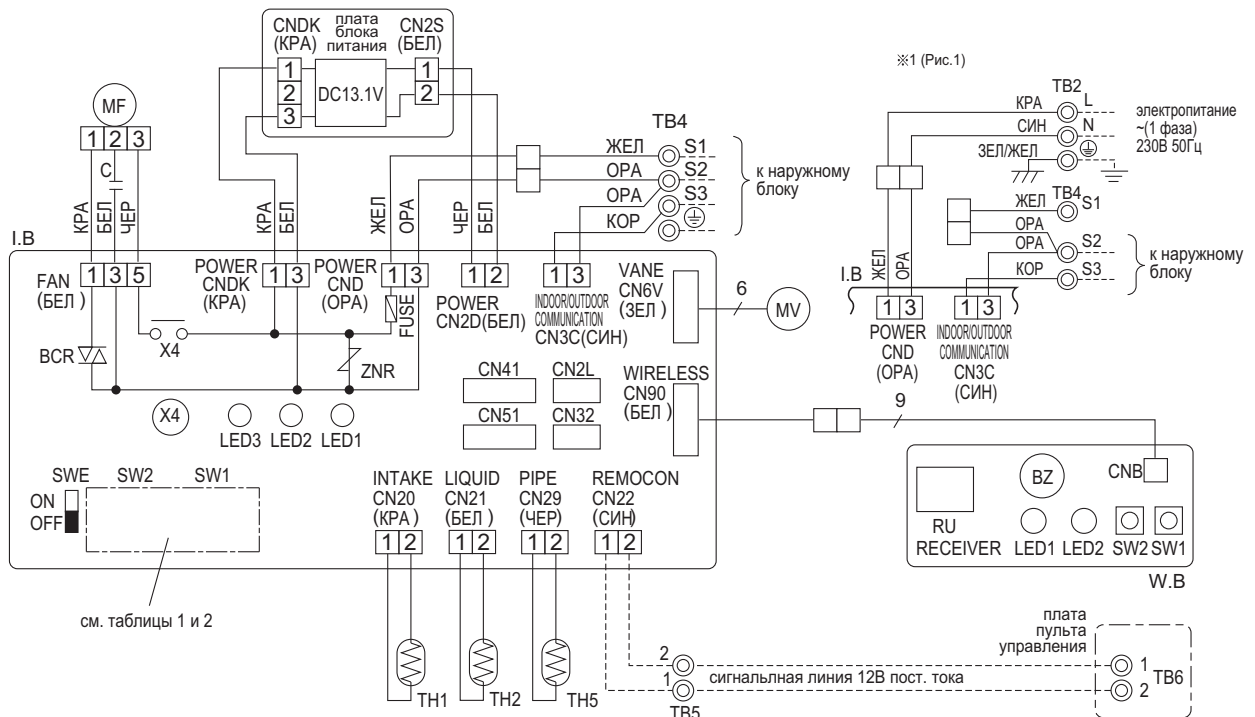 CNDK
(КРА)
плата
блока
питания
CN2S
(БЕЛ)
1
2
3
DC13.1V
1
2
MF
1 2 3
C
КРА
БЕЛ
ЧЕР
КРА
БЕЛ
ЖЕЛ
ОРА
ЧЕР
БЕЛ
TB4
ЖЕЛ
S1
ОРА
S2
ОРА
S3
КОР
к наружному
блоку
※1 (Рис.1)
TB2
КРА
L
СИН
N
ЗЕЛ/ЖЕЛ
электропитание
~(1 фаза)
230В 50Гц
TB4
ЖЕЛ
S1
ОРА
S2
ОРА
КОР
S3
к наружному
блоку
I.B
ЖЕЛ
ОРА
1 3
1 3
POWER
CND
(ОРА)
INDOOR/OUTDOOR
COMMUNICATION
CN3C
(СИН)
I.B
FAN
(БЕЛ)
1 3 5
POWER
CNDK
(КРА)
1 3
POWER
CND
(ОРА)
1 3
FUSE
1 2
POWER
CN2D(БЕЛ)
1 3
INDOOR/OUTDOOR
COMMUNICATION
CN3C(СИН)
VANE
CN6V
(ЗЕЛ )
6
MV
BCR
X4
ZNR
X4
LED3
LED2
LED1
CN41
CN2L
CN51
CN32
WIRELESS
CN90
(БЕЛ )
9
CNB
BZ
RU
RECEIVER
LED1
LED2
SW2
SW1
W.B
SWE
SW2
SW1
ON
OFF
см. таблицы 1 и 2
INTAKE
CN20
(КРА )
1 2
LIQUID
CN21
(БЕЛ )
1 2
PIPE
CN29
(ЧЕР)
1 2
REMOCON
CN22
(СИН)
1 2
TH1
TH2
TH5
2
1
TB5
сигнальлная линия 12В пост. тока
плата
пульта
управления
1
2
TB6